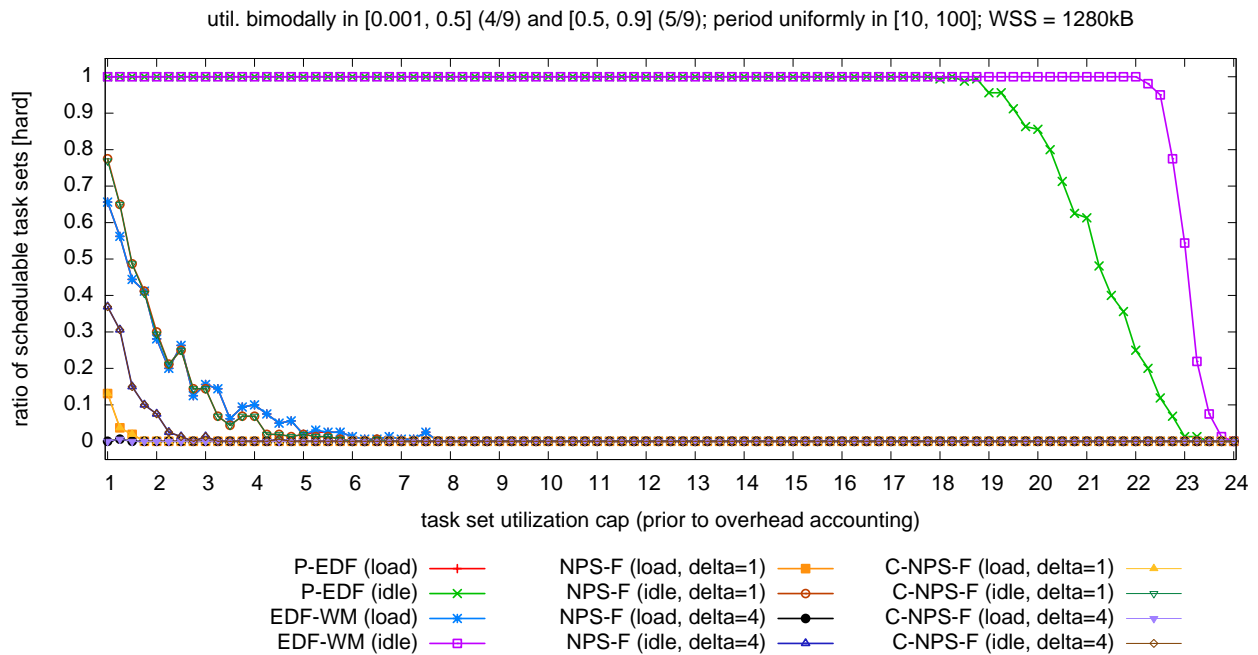 util. bimodally in [0.001, 0.5] (4/9) and [0.5, 0.9] (5/9); period uniformly in [10, 100]; WSS = 1280kB
ratio of schedulable task sets [hard]
1
0.9
0.8
0.7
0.6
0.5
0.4
0.3
0.2
0.1
0
1 2 3 4 5 6 7 8 9 10 11 12 13 14 15 16 17 18 19 20 21 22 23 24
task set utilization cap (prior to overhead accounting)
P-EDF (load) NPS-F (load, delta=1) C-NPS-F (load, delta=1)
P-EDF (idle) NPS-F (idle, delta=1) C-NPS-F (idle, delta=1)
EDF-WM (load) NPS-F (load, delta=4) C-NPS-F (load, delta=4)
EDF-WM (idle) NPS-F (idle, delta=4) C-NPS-F (idle, delta=4)